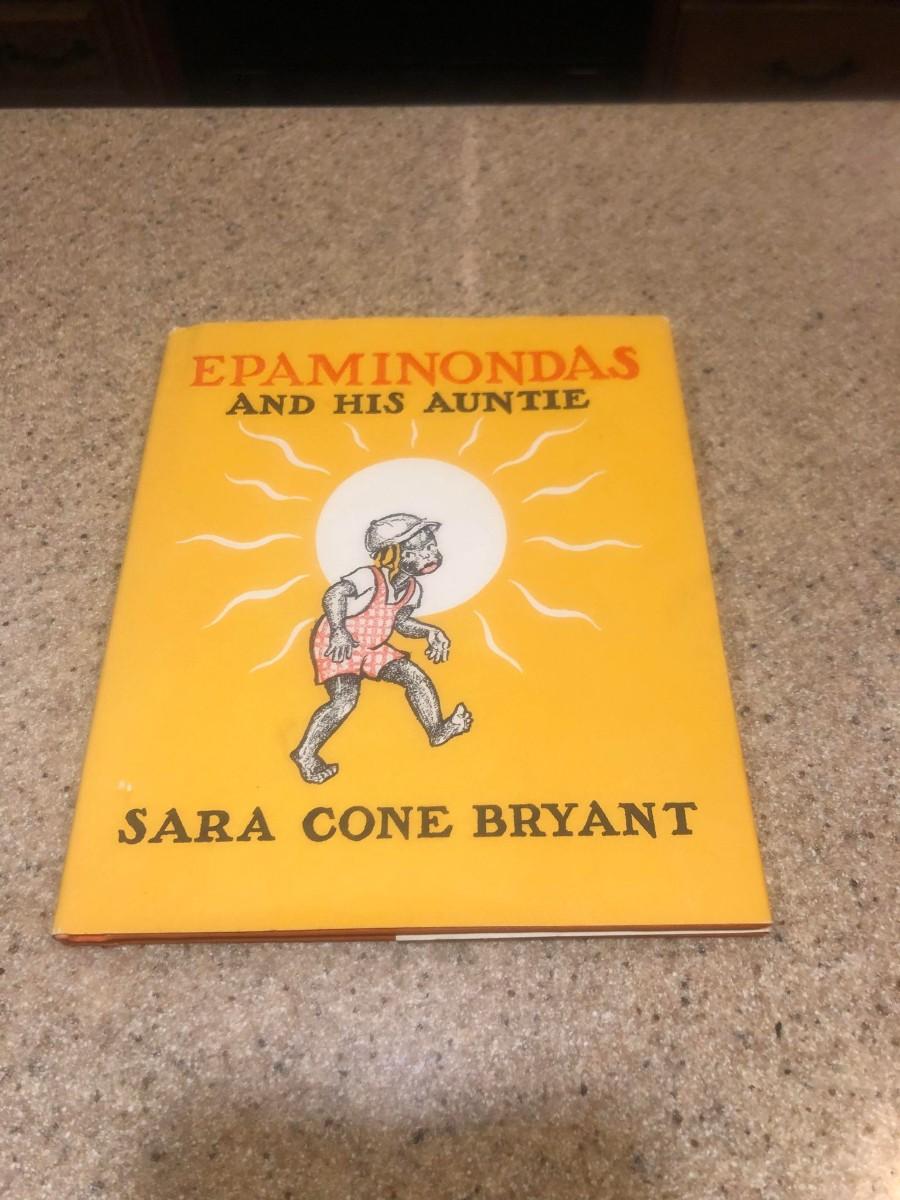 EPAMINONDAS
AND HIS AUNTIE
SARA CONE BRYANT